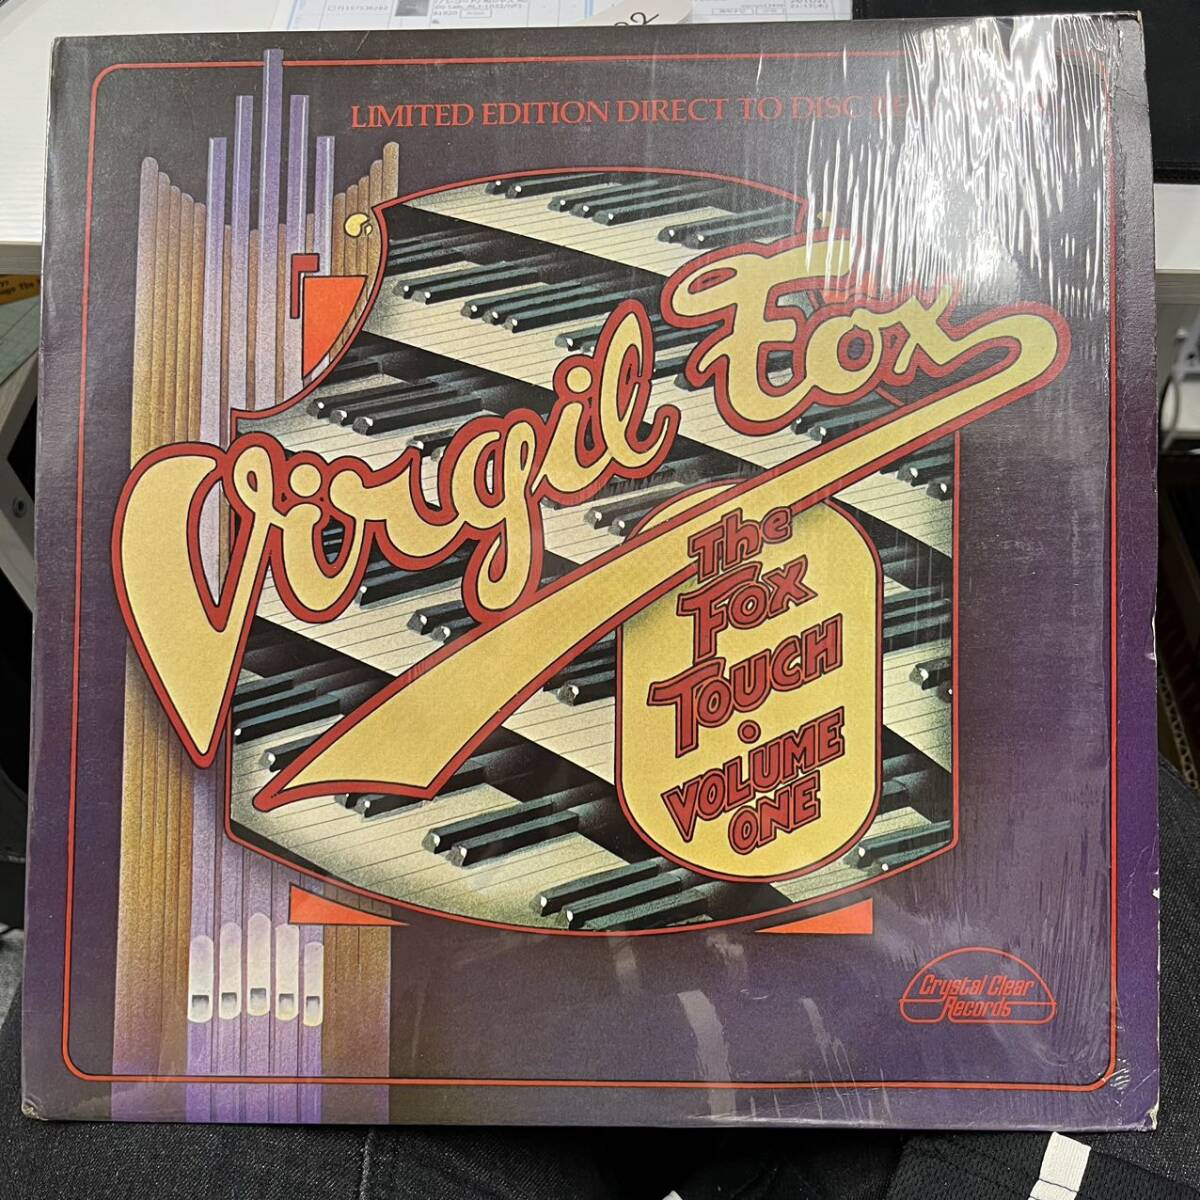 LIMITED EDITION DIRECT TO DISC
Virgil Fox
The
Fox
Touch
VOLUME
ONE
Crystal Clear
Records